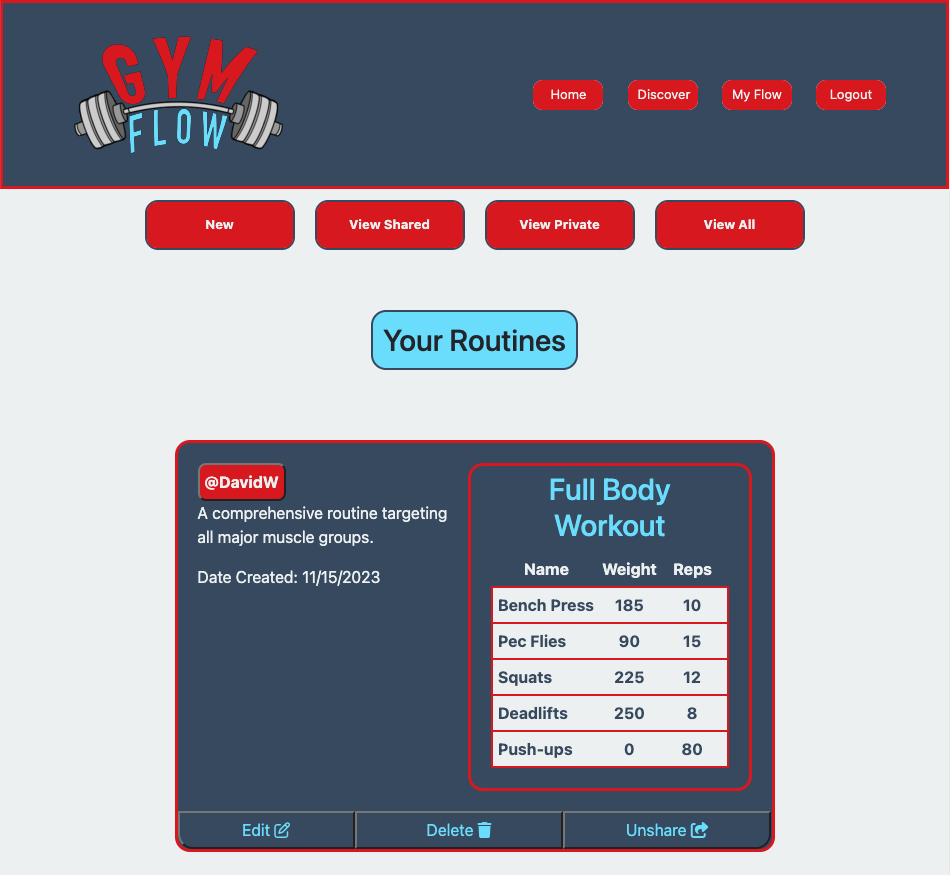 GYM
FLOW
Home Discover My Flow Logout
New View Shared View Private View All
Your Routines
@DavidW
A comprehensive routine targeting
all major muscle groups.
Date Created: 11/15/2023
Full Body
Workout
Name Weight Reps
Bench Press 185 10
Pec Flies 90 15
Squats 225 12
Deadlifts 250 8
Push-ups 0 80
Edit Delete Unshare